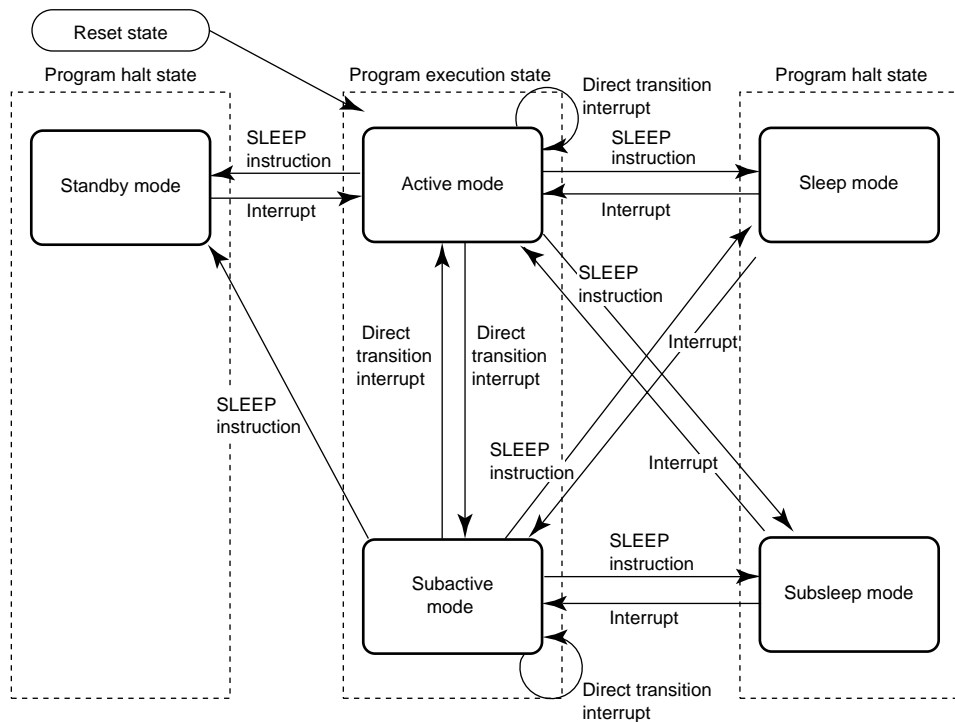 Reset state
Program halt state
Program execution state
Program halt state
Direct transition
interrupt
SLEEP
instruction
SLEEP
instruction
Standby mode
Active mode
Sleep mode
Interrupt
Interrupt
SLEEP
instruction
Direct
transition
interrupt
Direct
transition
interrupt
Interrupt
SLEEP
instruction
SLEEP
instruction
Interrupt
SLEEP
instruction
Subactive
mode
Subsleep mode
Interrupt
Direct transition
interrupt